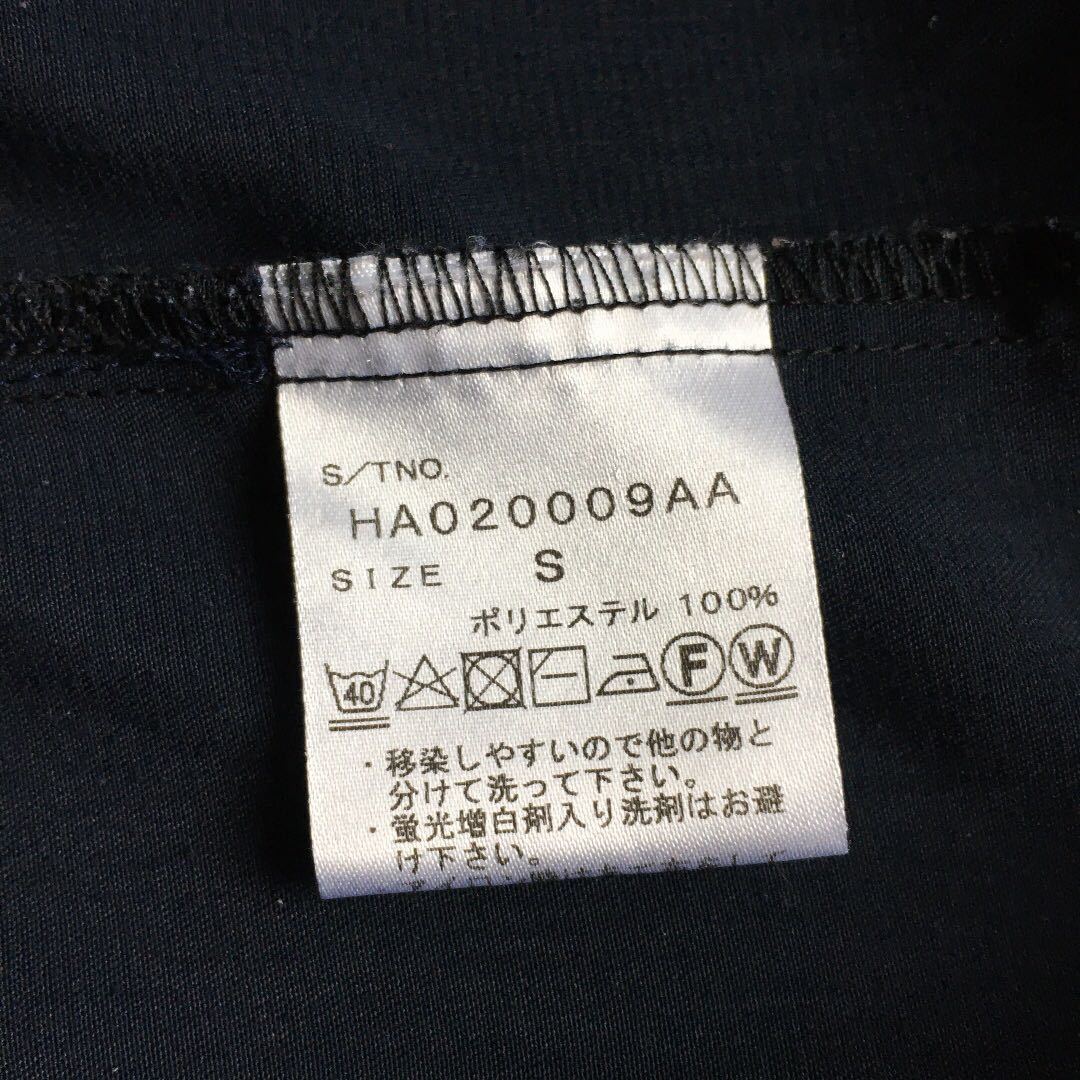 S/TNO.
HA020009AA
SIZE S
ポリエステル 100%
40 F W
・移染しやすいので他の物と
分けて洗って下さい。
・蛍光増白剤入り洗剤はお避
け下さい。